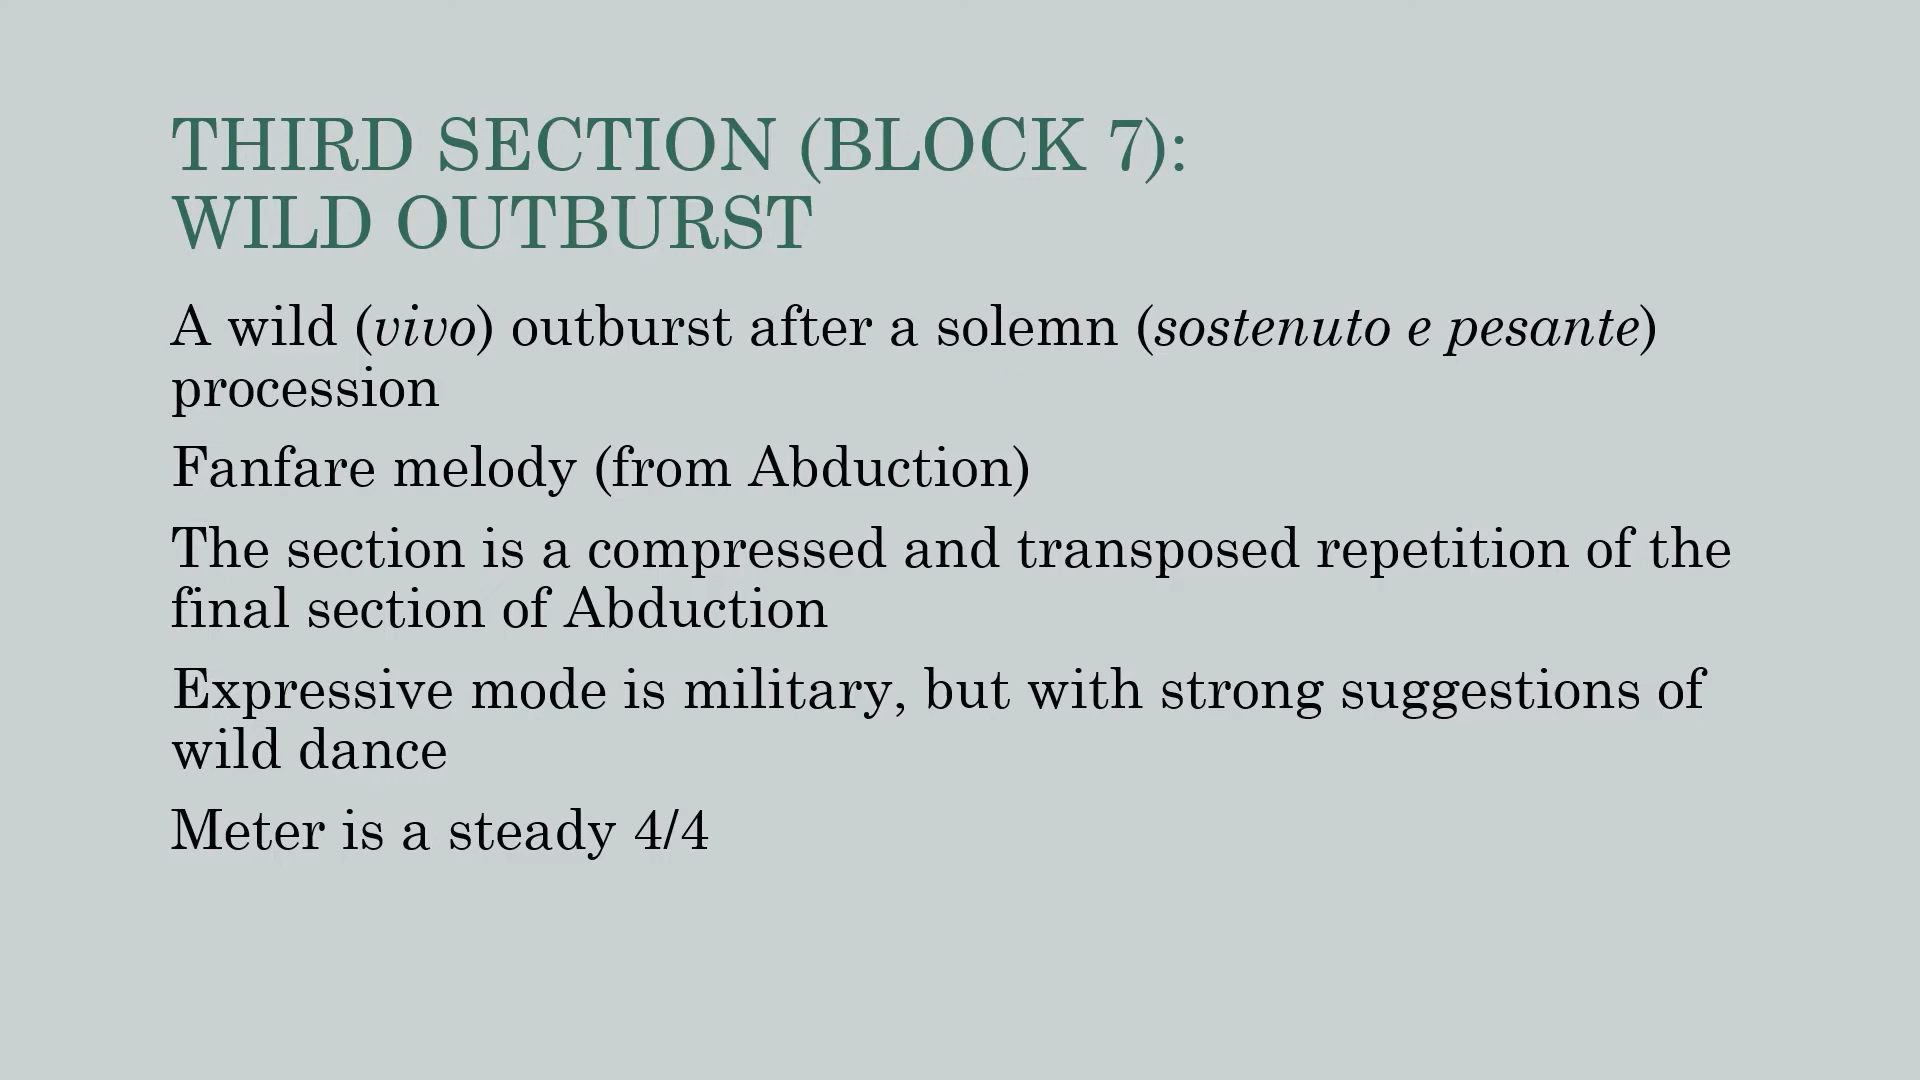 THIRD SECTION (BLOCK 7):
WILD OUTBURST
A wild (vivo) outburst after a solemn (sostenuto e pesante)
procession
Fanfare melody (from Abduction)
The section is a compressed and transposed repetition of the
final section of Abduction
Expressive mode is military, but with strong suggestions of
wild dance
Meter is a steady 4/4